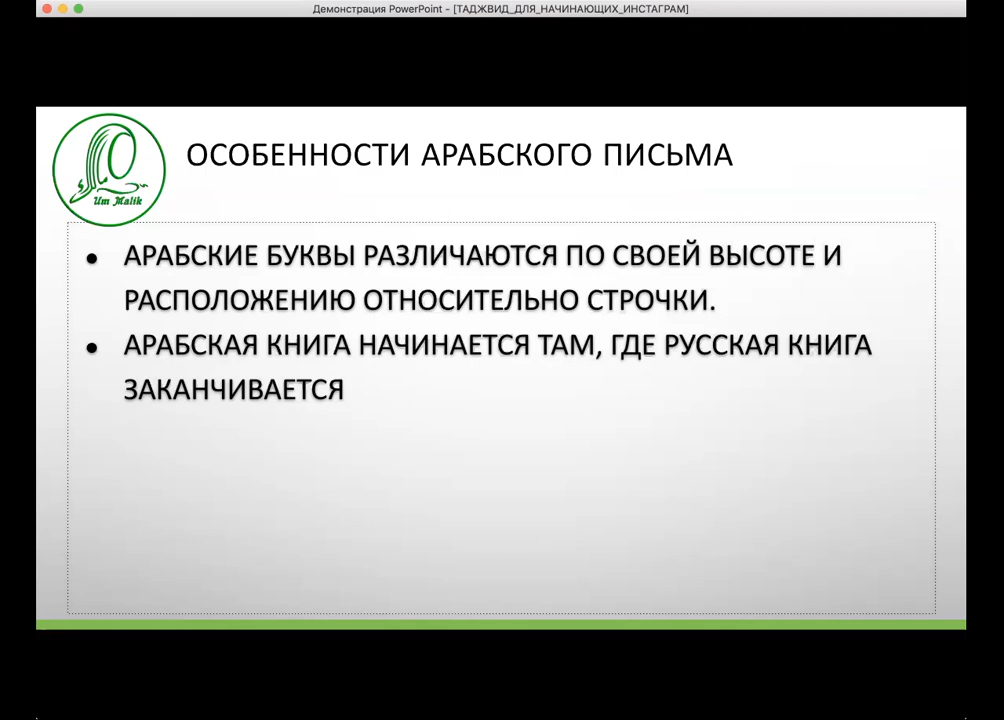 Демонстрация PowerPoint - [ТАДЖВИД_ДЛЯ_НАЧИНАЮЩИХ_ИНСТАГРАМ]
Um Malik
ОСОБЕННОСТИ АРАБСКОГО ПИСЬМА
• АРАБСКИЕ БУКВЫ РАЗЛИЧАЮТСЯ ПО СВОЕЙ ВЫСОТЕ И
РАСПОЛОЖЕНИЮ ОТНОСИТЕЛЬНО СТРОЧКИ.
• АРАБСКАЯ КНИГА НАЧИНАЕТСЯ ТАМ, ГДЕ РУССКАЯ КНИГА
ЗАКАНЧИВАЕТСЯ